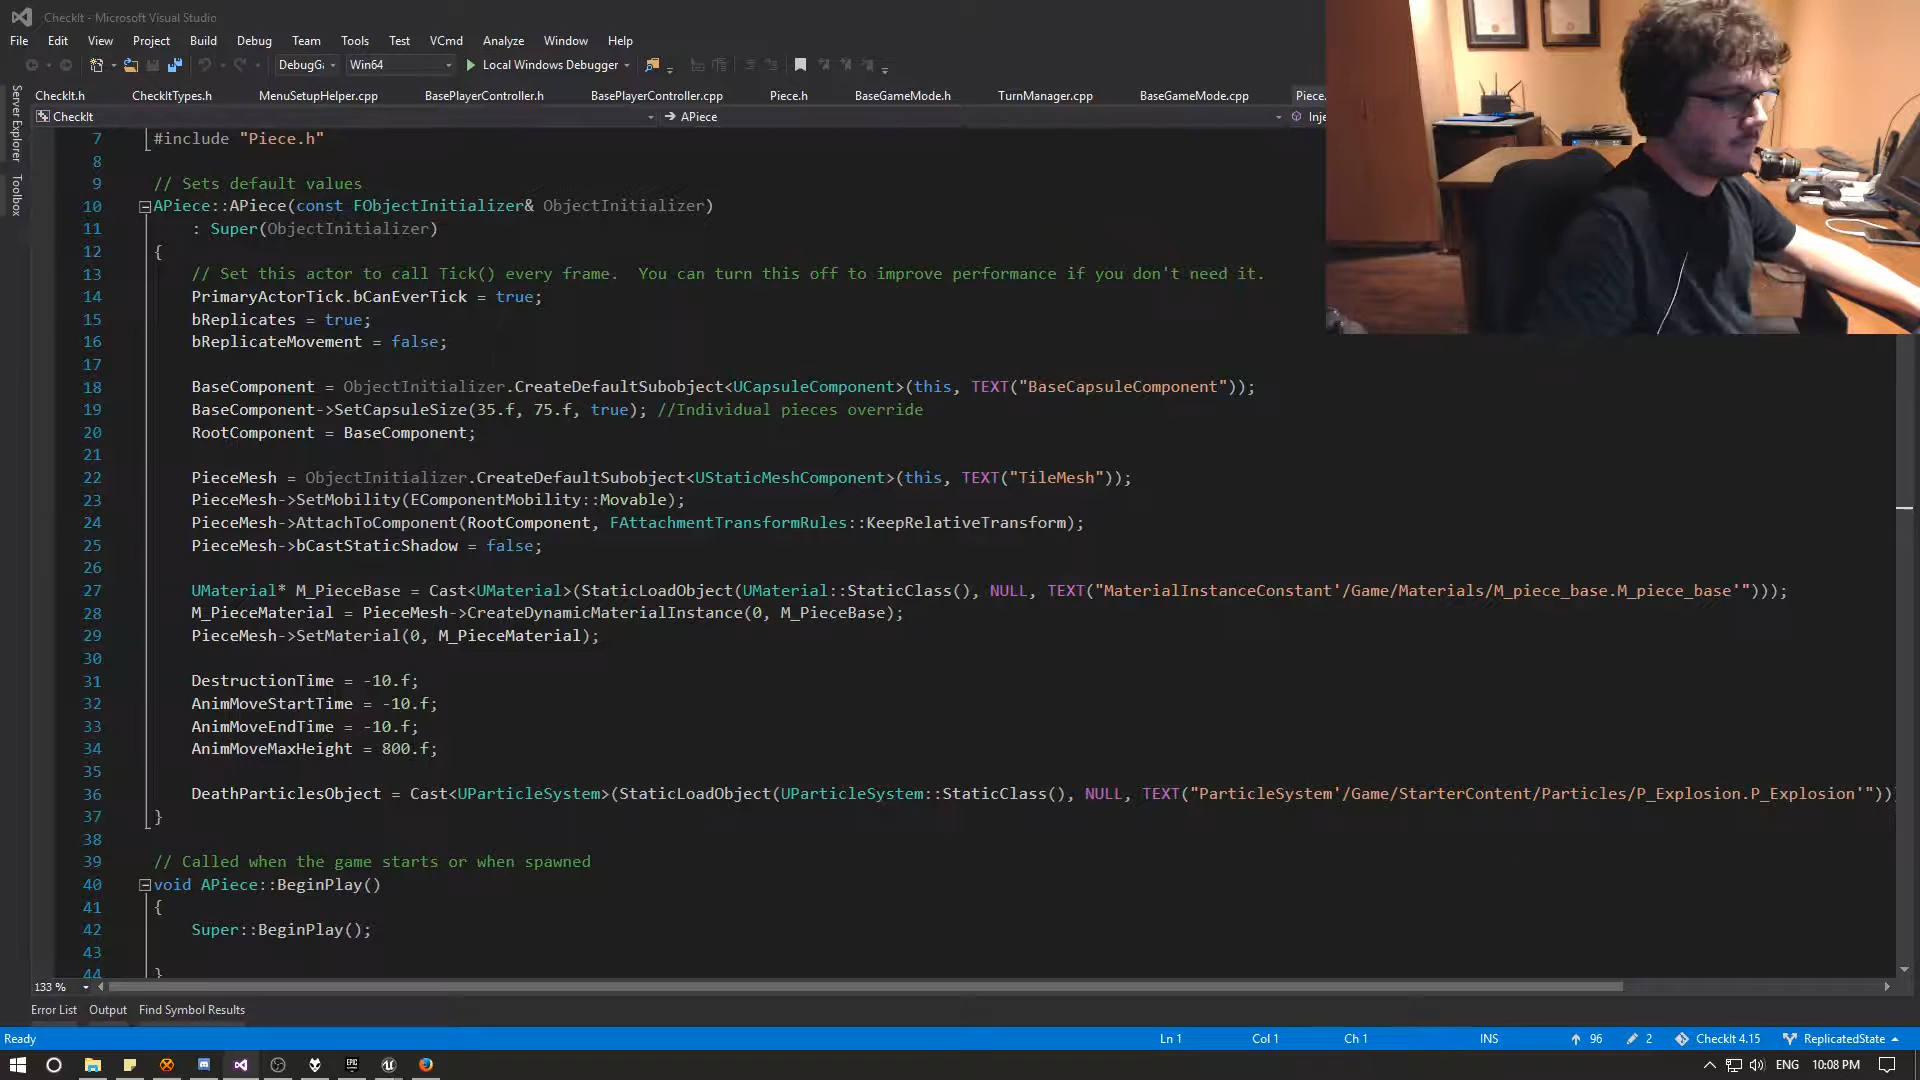 CheckIt - Microsoft Visual Studio
File Edit View Project Build Debug Team Tools Test VCmd Analyze Window Help
DebugGa Win64 Local Windows Debugger
CheckIt.h CheckItTypes.h MenuSetupHelper.cpp BasePlayerController.h BasePlayerController.cpp Piece.h BaseGameMode.h TurnManager.cpp BaseGameMode.cpp Piece.
CheckIt APiece Inje
Server Explorer
Toolbox
7 #include "Piece.h"
8
9 // Sets default values
10 APiece::APiece(const FObjectInitializer& ObjectInitializer)
11 : Super(ObjectInitializer)
12 {
13 // Set this actor to call Tick() every frame.  You can turn this off to improve performance if you don't need it.
14 PrimaryActorTick.bCanEverTick = true;
15 bReplicates = true;
16 bReplicateMovement = false;
17
18 BaseComponent = ObjectInitializer.CreateDefaultSubobject<UCapsuleComponent>(this, TEXT("BaseCapsuleComponent"));
19 BaseComponent->SetCapsuleSize(35.f, 75.f, true); //Individual pieces override
20 RootComponent = BaseComponent;
21
22 PieceMesh = ObjectInitializer.CreateDefaultSubobject<UStaticMeshComponent>(this, TEXT("TileMesh"));
23 PieceMesh->SetMobility(EComponentMobility::Movable);
24 PieceMesh->AttachToComponent(RootComponent, FAttachmentTransformRules::KeepRelativeTransform);
25 PieceMesh->bCastStaticShadow = false;
26
27 UMaterial* M_PieceBase = Cast<UMaterial>(StaticLoadObject(UMaterial::StaticClass(), NULL, TEXT("MaterialInstanceConstant'/Game/Materials/M_piece_base.M_piece_base'")));
28 M_PieceMaterial = PieceMesh->CreateDynamicMaterialInstance(0, M_PieceBase);
29 PieceMesh->SetMaterial(0, M_PieceMaterial);
30
31 DestructionTime = -10.f;
32 AnimMoveStartTime = -10.f;
33 AnimMoveEndTime = -10.f;
34 AnimMoveMaxHeight = 800.f;
35
36 DeathParticlesObject = Cast<UParticleSystem>(StaticLoadObject(UParticleSystem::StaticClass(), NULL, TEXT("ParticleSystem'/Game/StarterContent/Particles/P_Explosion.P_Explosion'"))
37 }
38
39 // Called when the game starts or when spawned
40 void APiece::BeginPlay()
41 {
42 Super::BeginPlay();
43
44 }
133 %
Error List Output Find Symbol Results
Ready Ln 1 Col 1 Ch 1 INS 96 2 CheckIt 4.15 ReplicatedState
EPIC ENG 10:08 PM